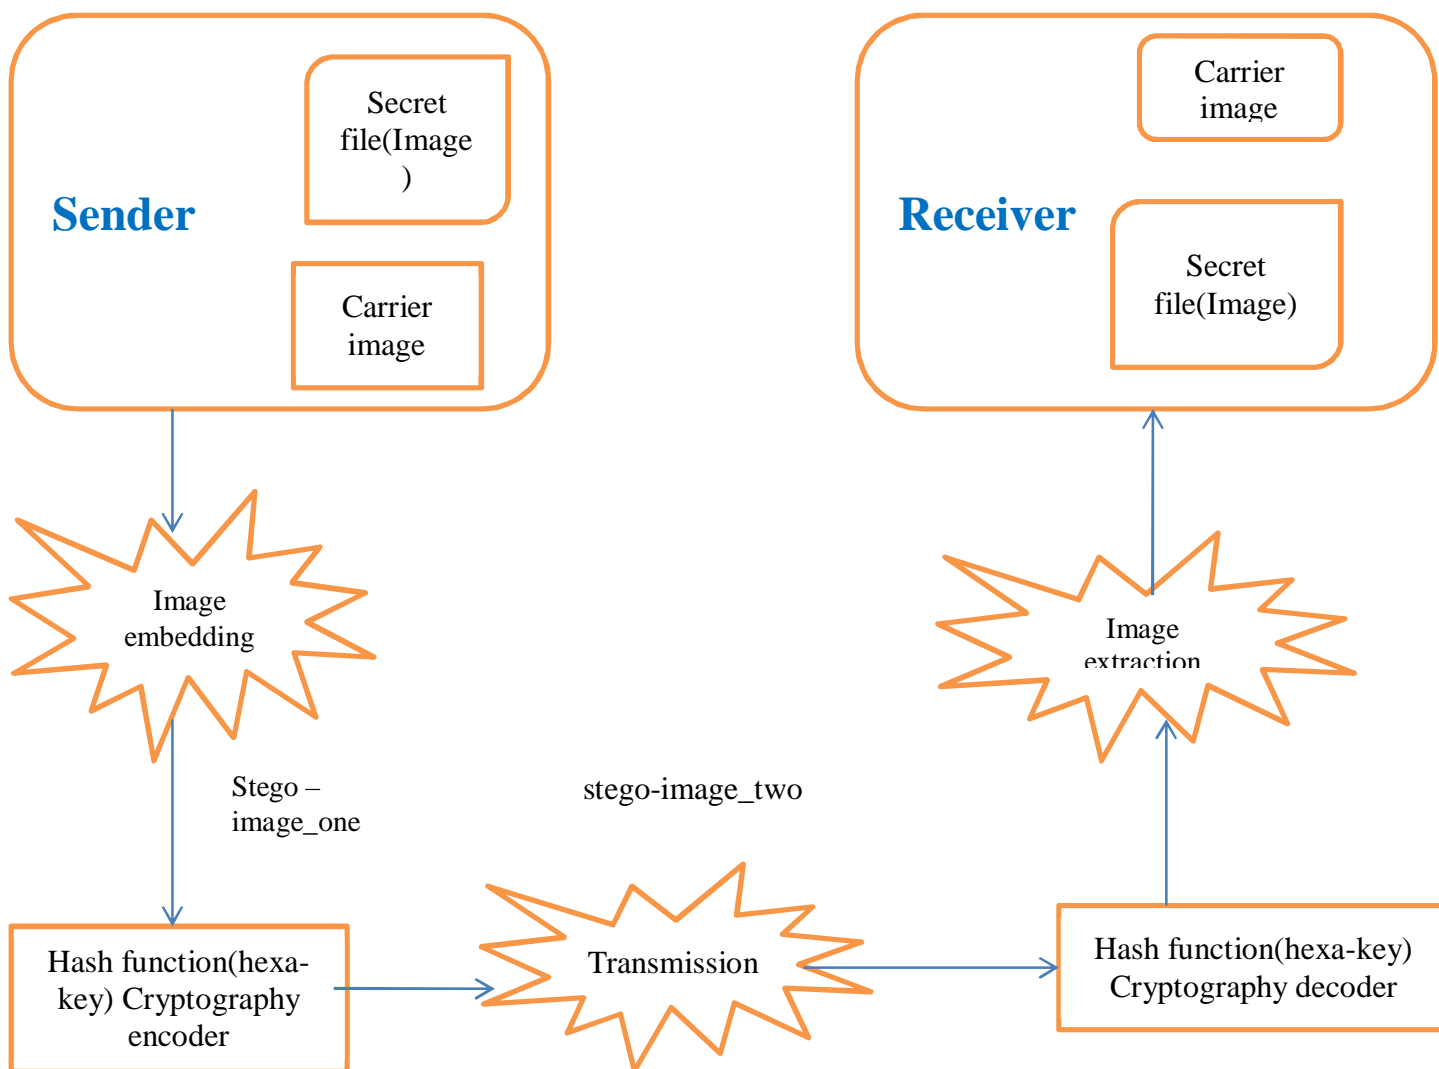 Secret
file(Image
)
Sender
Carrier
image
Carrier
image
Receiver
Secret
file(Image)
Image
embedding
Image
extraction
Stego –
image_one
stego-image_two
Hash function(hexa-
key) Cryptography
encoder
Transmission
Hash function(hexa-key)
Cryptography decoder